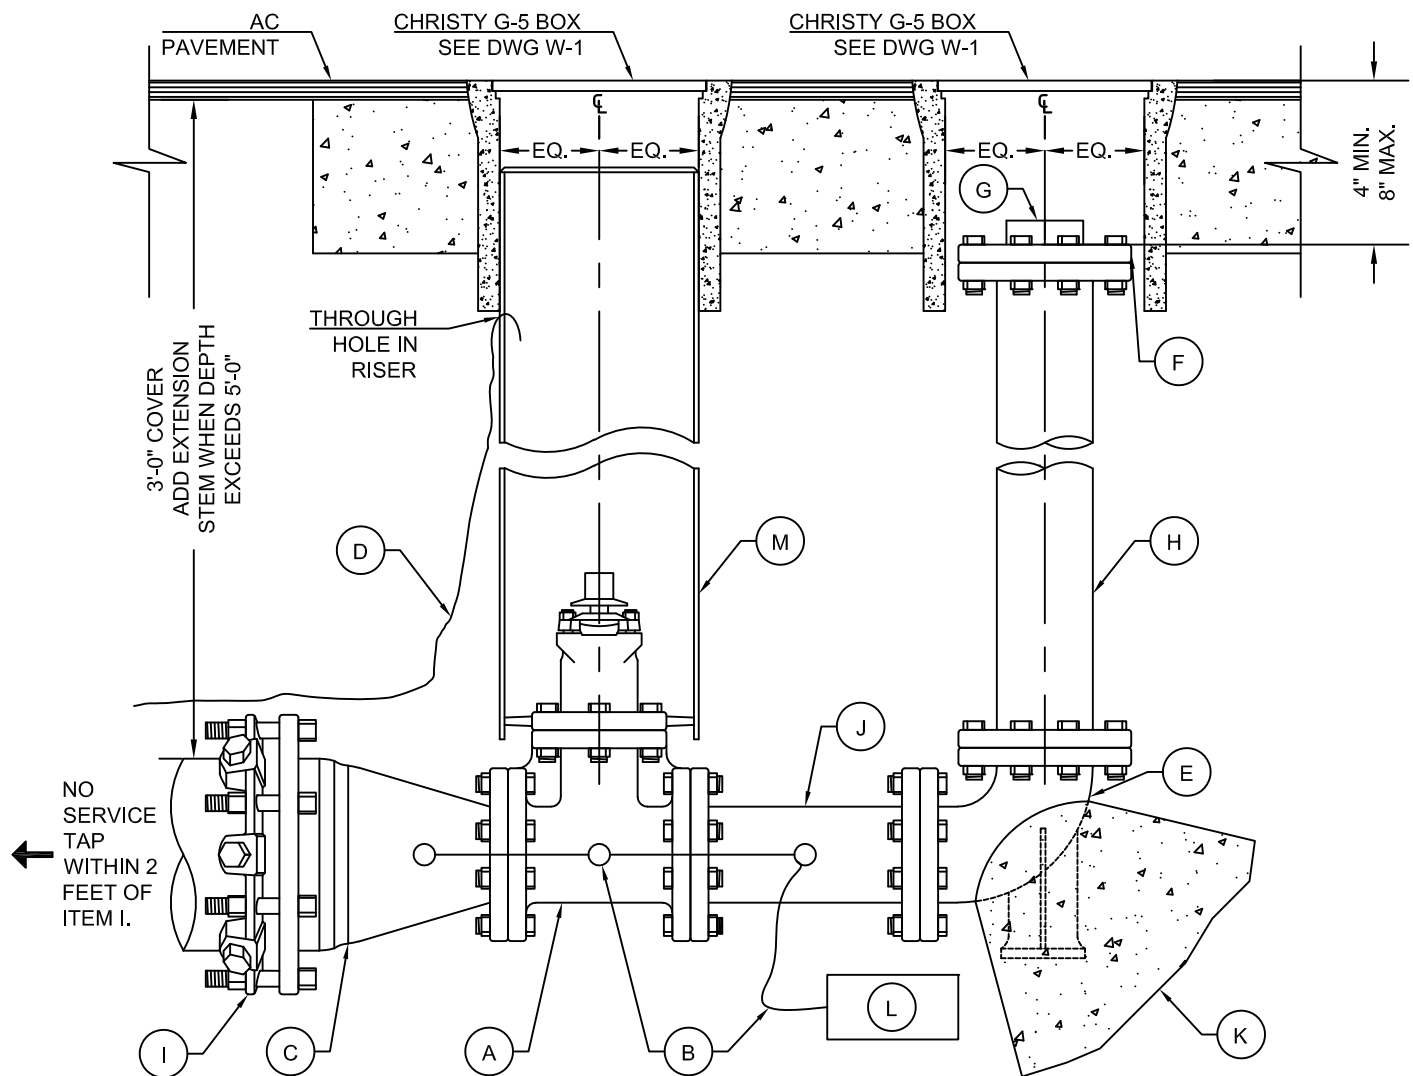 AC
PAVEMENT
CHRISTY G-5 BOX
SEE DWG W-1
CHRISTY G-5 BOX
SEE DWG W-1
℄
℄
EQ.
EQ.
EQ.
EQ.
4" MIN.
8" MAX.
G
THROUGH
HOLE IN
RISER
F
3'-0" COVER
ADD EXTENSION
STEM WHEN DEPTH
EXCEEDS 5'-0"
D
M
H
J
E
NO
SERVICE
TAP
WITHIN 2
FEET OF
ITEM I.
L
K
I
C
A
B